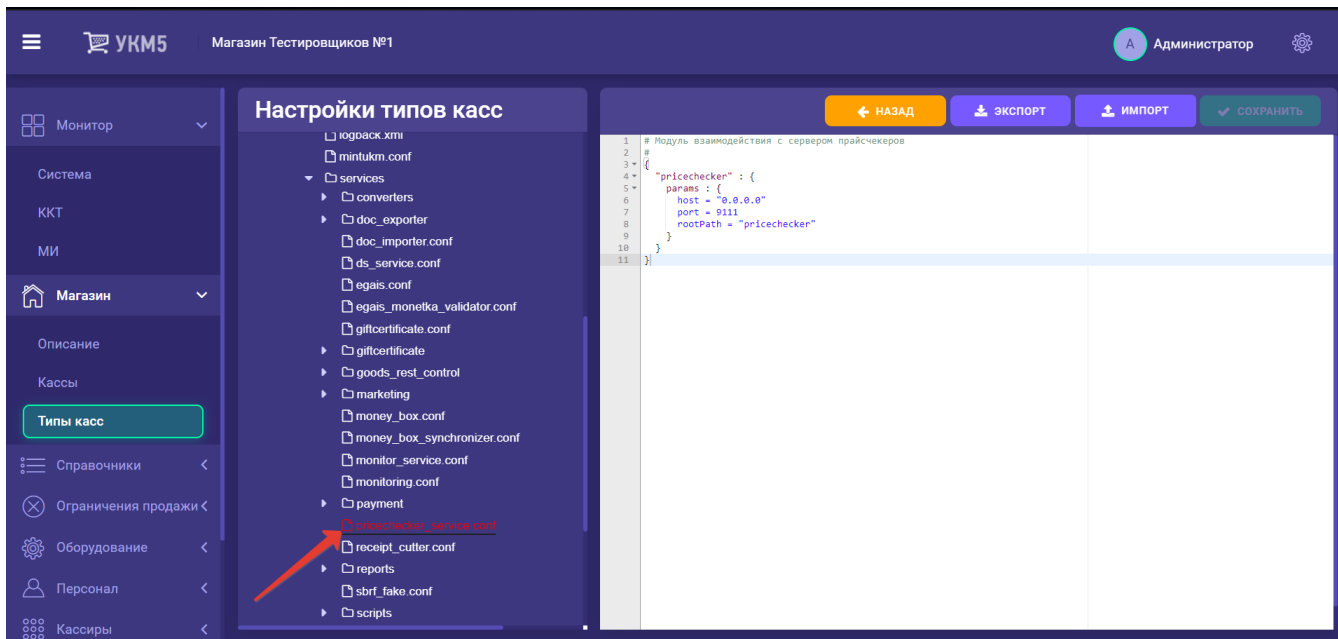 УКМ5
Магазин Тестировщиков №1
А
Администратор
Монитор
Система
ККТ
МИ
Магазин
Описание
Кассы
Типы касс
Справочники
Ограничения продажи
Оборудование
Персонал
Кассиры
Настройки типов касс
logback.xml
mintukm.conf
services
converters
doc_exporter
doc_importer.conf
ds_service.conf
egais.conf
egais_monetka_validator.conf
giftcertificate.conf
giftcertificate
goods_rest_control
marketing
money_box.conf
money_box_synchronizer.conf
monitor_service.conf
monitoring.conf
payment
pricechecker_service.conf
receipt_cutter.conf
reports
sbrf_fake.conf
scripts
НАЗАД
ЭКСПОРТ
ИМПОРТ
СОХРАНИТЬ
1 # Модуль взаимодействия с сервером прайсчекеров
2 #
3 {
4 "pricechecker" : {
5 params : {
6 host = "0.0.0.0"
7 port = 9111
8 rootPath = "pricechecker"
9 }
10 }
11 }